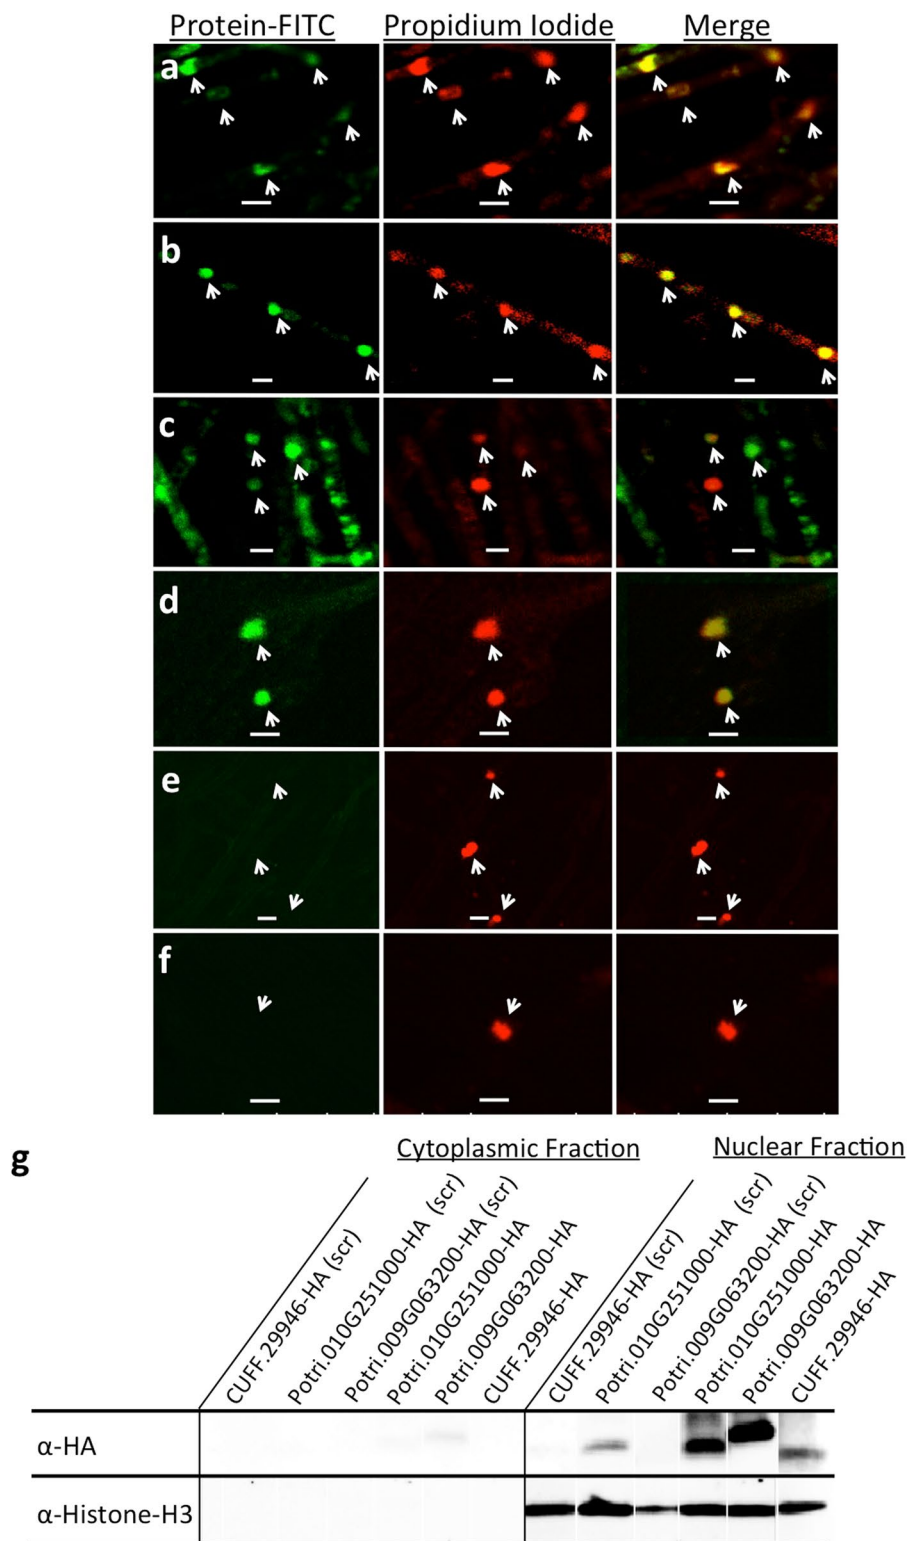 Protein-FITC Propidium Iodide Merge
a
b
c
d
e
f
g
Cytoplasmic Fraction Nuclear Fraction
CUFF.29946-HA (scr)
Potri.010G251000-HA (scr)
Potri.009G063200-HA (scr)
Potri.010G251000-HA
Potri.009G063200-HA
CUFF.29946-HA
CUFF.29946-HA (scr)
Potri.010G251000-HA (scr)
Potri.009G063200-HA (scr)
Potri.010G251000-HA
Potri.009G063200-HA
CUFF.29946-HA
α-HA
α-Histone-H3